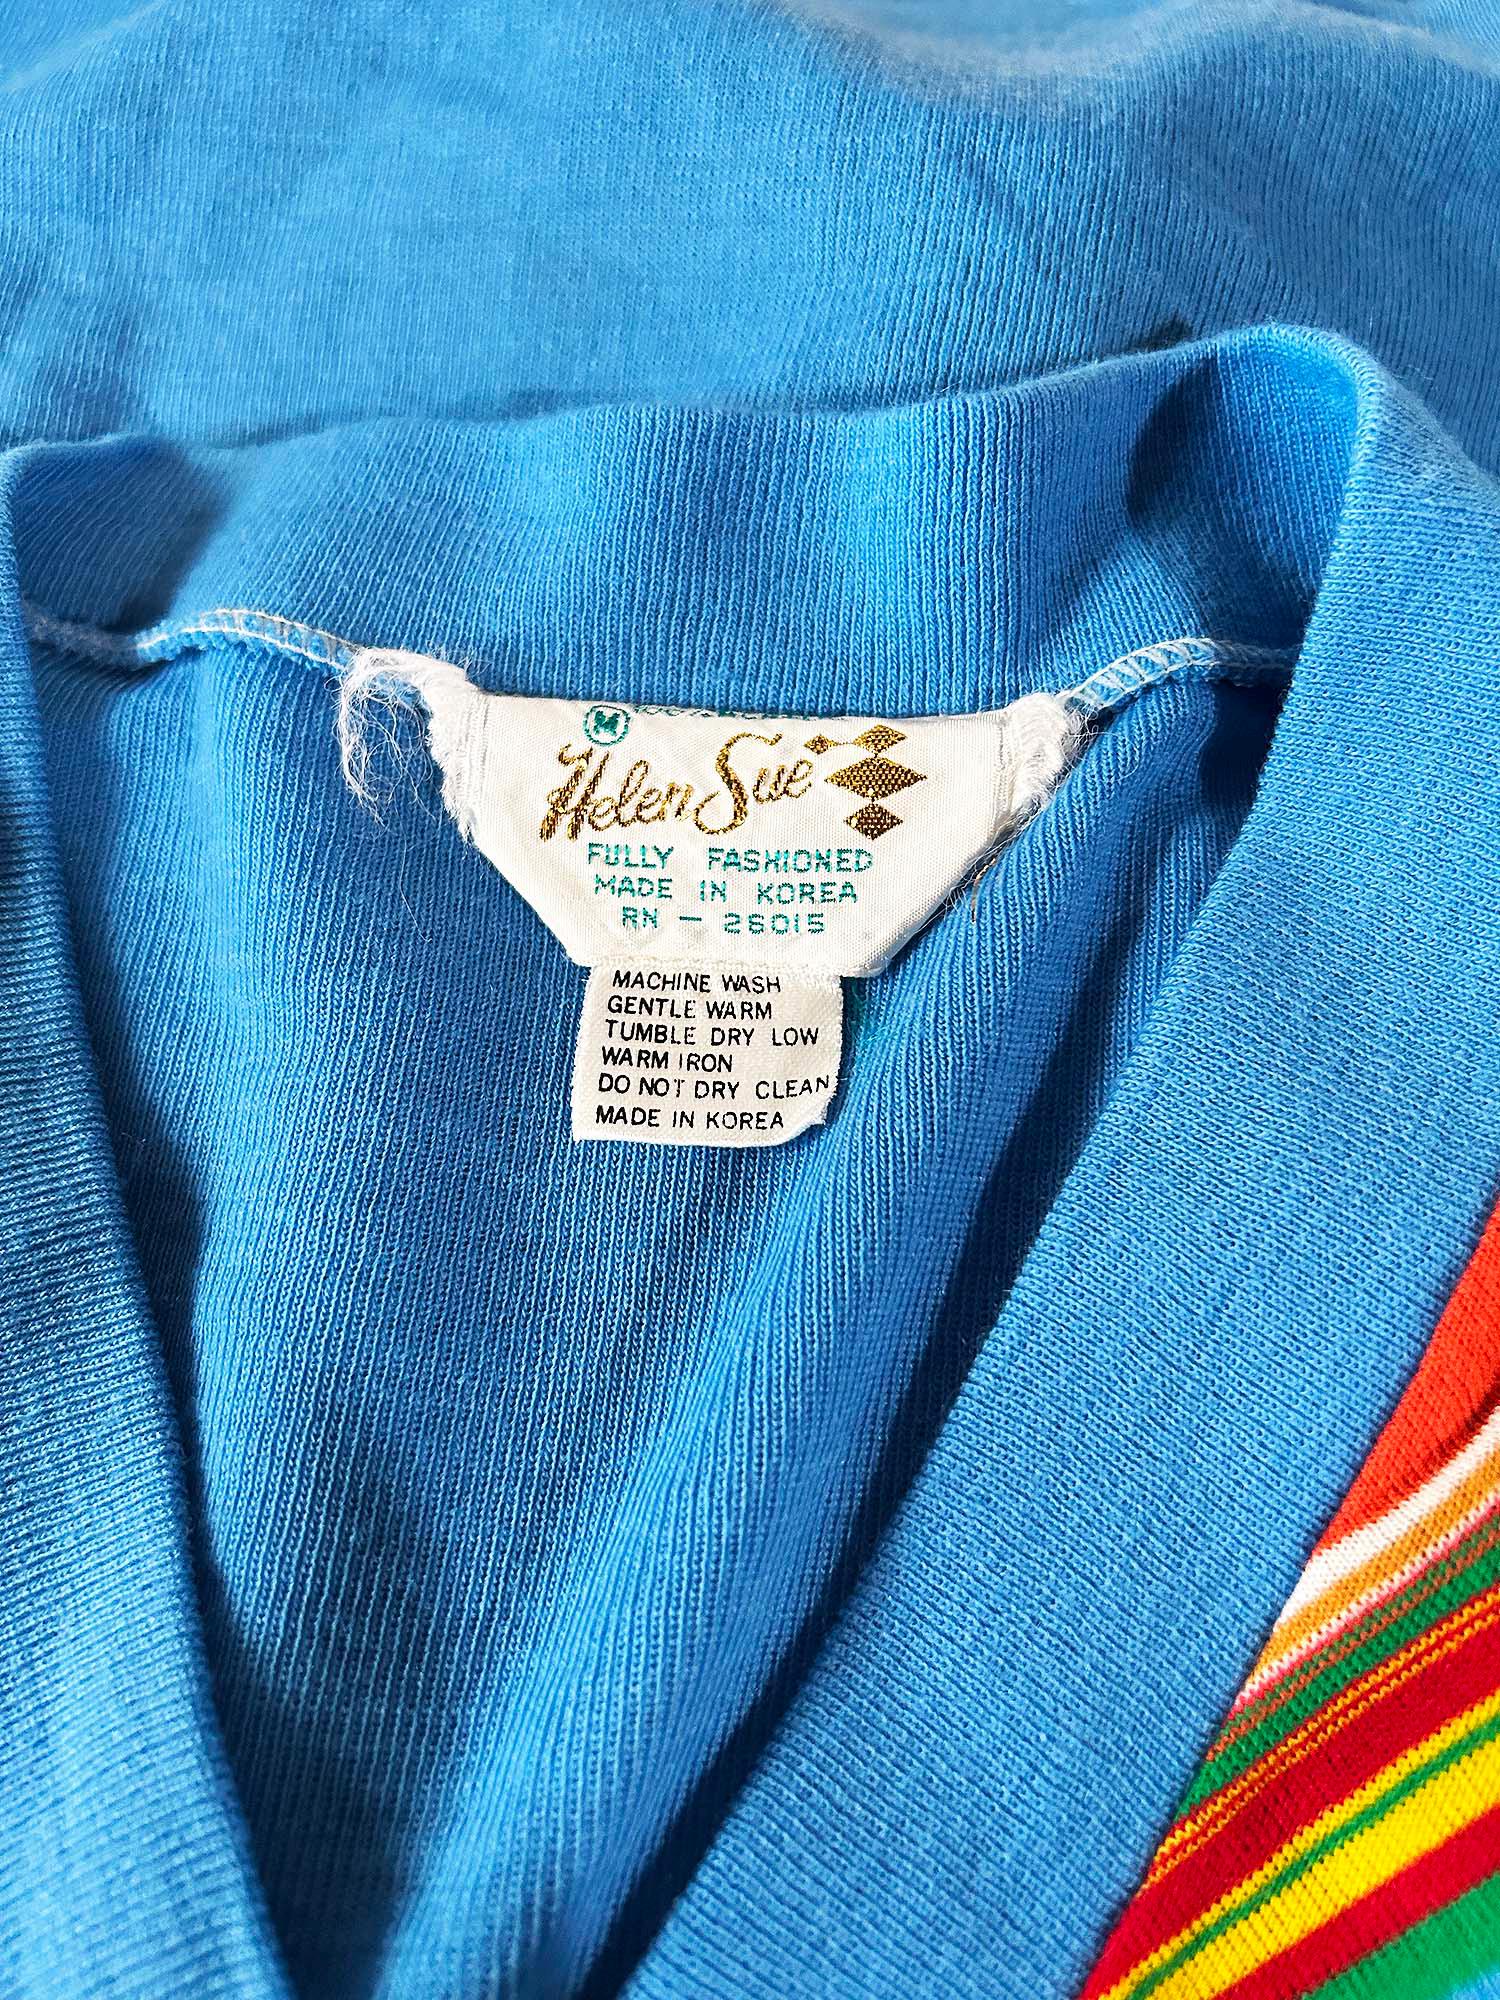 M
Helen Sue
FULLY FASHIONED
MADE IN KOREA
RN - 26015
MACHINE WASH
GENTLE WARM
TUMBLE DRY LOW
WARM IRON
DO NOT DRY CLEAN
MADE IN KOREA